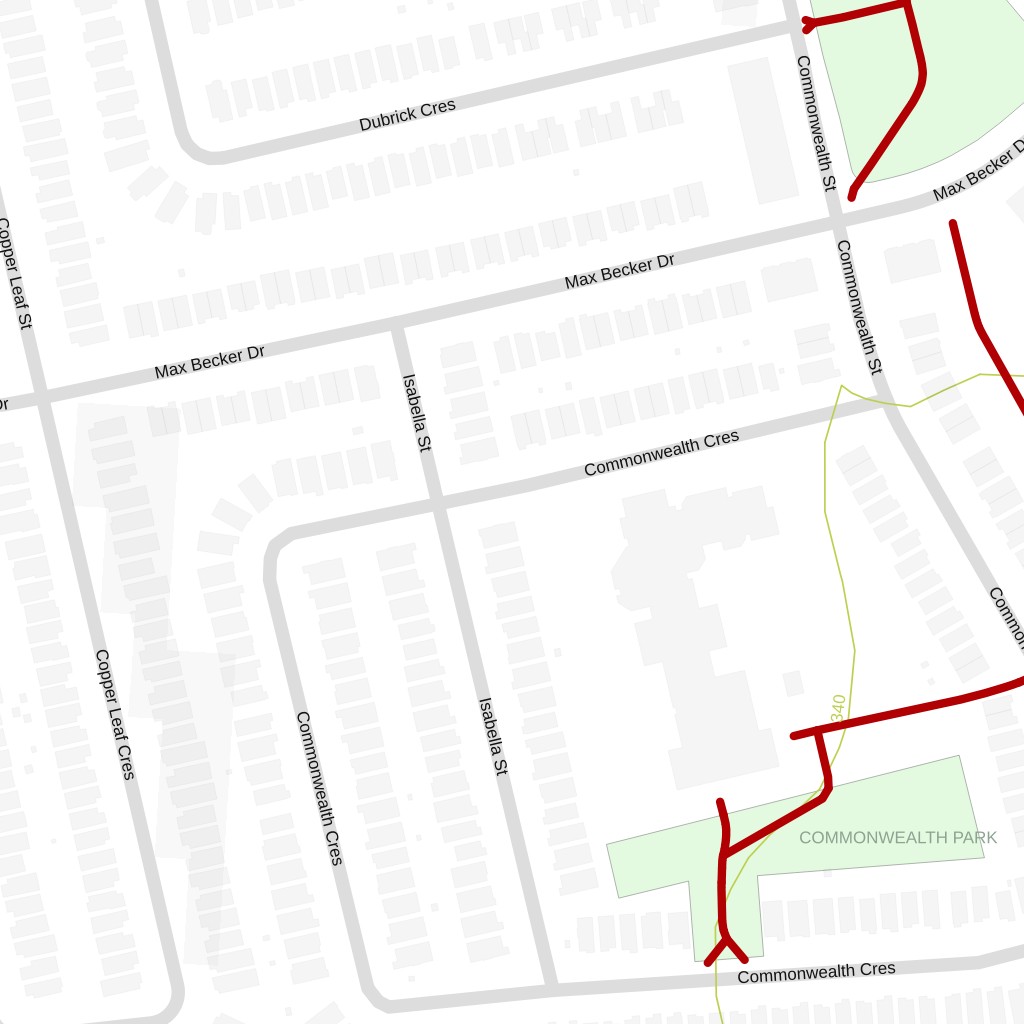 Dubrick Cres
Commonwealth St
Max Becker D
Copper Leaf St
Max Becker Dr
Commonwealth St
Max Becker Dr
Dr
Isabella St
Commonwealth Cres
Common
Copper Leaf Cres
Isabella St
340
Commonwealth Cres
COMMONWEALTH PARK
Commonwealth Cres